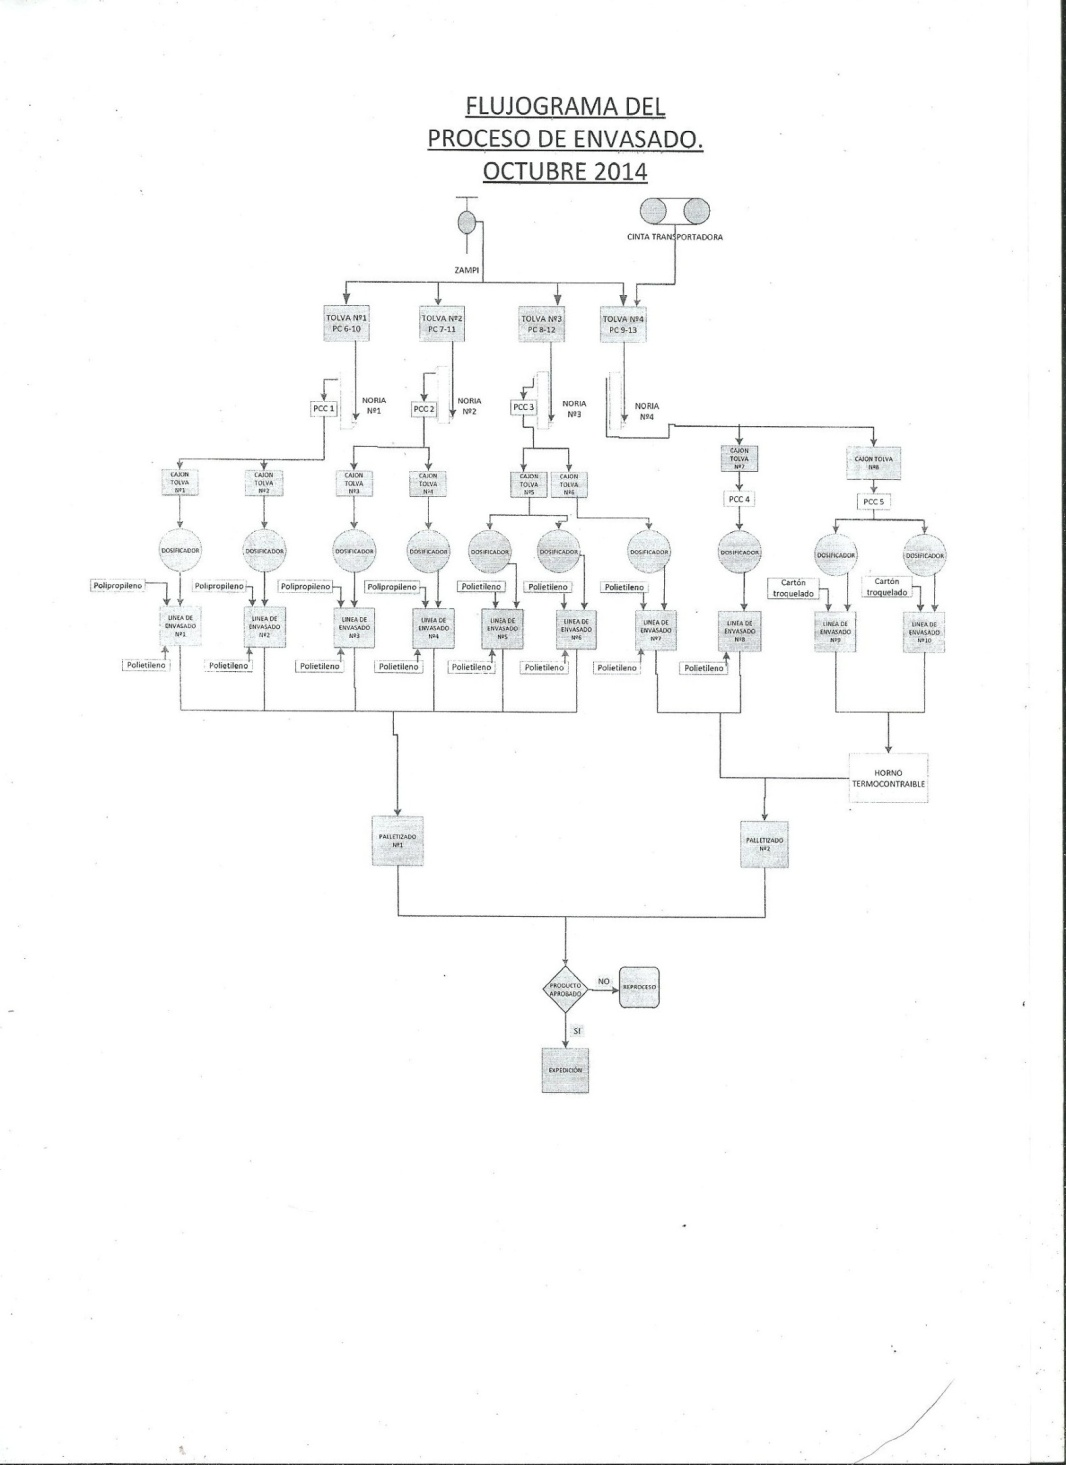 FLUJOGRAMA DEL
PROCESO DE ENVASADO.
OCTUBRE 2014
CINTA TRANSPORTADORA
ZAMPI
TOLVA Nº1
PC 6-10
TOLVA Nº2
PC 7-11
TOLVA Nº3
PC 8-12
TOLVA Nº4
PC 9-13
PCC 1
NORIA
Nº1
PCC 2
NORIA
Nº2
PCC 3
NORIA
Nº3
NORIA
Nº4
CAJON
TOLVA
Nº1
CAJON
TOLVA
Nº2
CAJON
TOLVA
Nº3
CAJON
TOLVA
Nº4
CAJON
TOLVA
Nº5
CAJON
TOLVA
Nº6
CAJON
TOLVA
Nº7
CAJON TOLVA
Nº8
PCC 4
PCC 5
DOSIFICADOR
DOSIFICADOR
DOSIFICADOR
DOSIFICADOR
DOSIFICADOR
DOSIFICADOR
DOSIFICADOR
DOSIFICADOR
DOSIFICADOR
DOSIFICADOR
Polipropileno
Polipropileno
Polipropileno
Polipropileno
Polietileno
Polietileno
Polietileno
Cartón
troquelado
Cartón
troquelado
LINEA DE
ENVASADO
Nº1
LINEA DE
ENVASADO
Nº2
LINEA DE
ENVASADO
Nº3
LINEA DE
ENVASADO
Nº4
LINEA DE
ENVASADO
Nº5
LINEA DE
ENVASADO
Nº6
LINEA DE
ENVASADO
Nº7
LINEA DE
ENVASADO
Nº8
LINEA DE
ENVASADO
Nº9
LINEA DE
ENVASADO
Nº10
Polietileno
Polietileno
Polietileno
Polietileno
Polietileno
Polietileno
Polietileno
Polietileno
HORNO
TERMOCONTRAIBLE
PALLETIZADO
Nº1
PALLETIZADO
Nº2
PRODUCTO
APROBADO
NO
REPROCESO
SI
EXPEDICIÓN